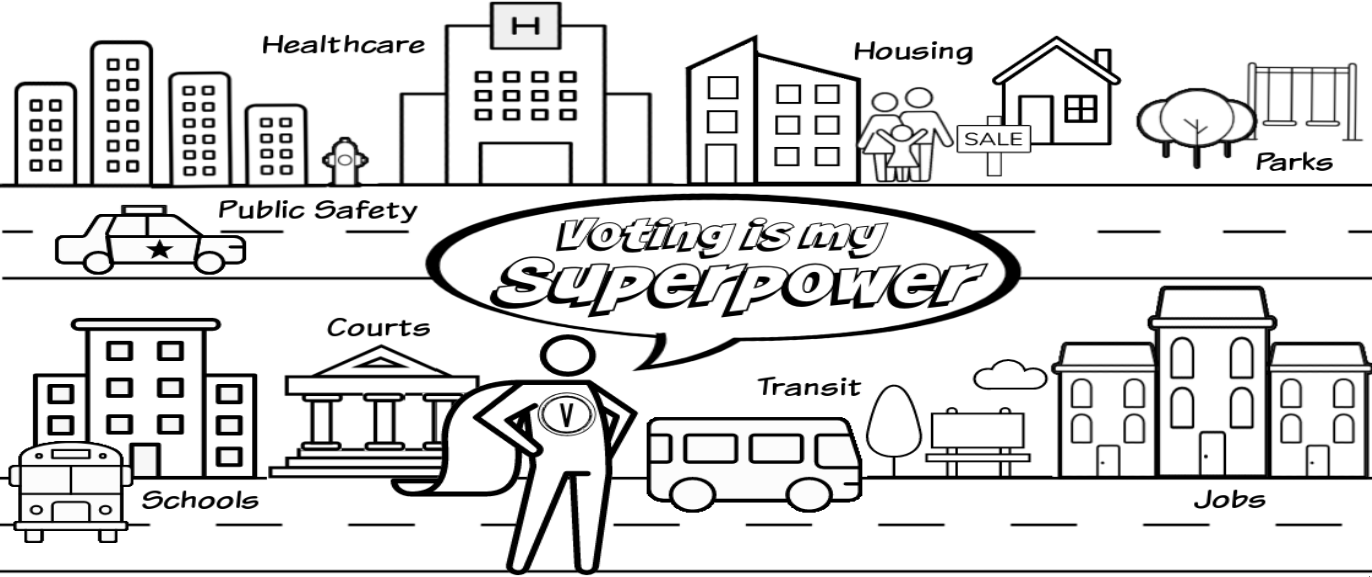 H
Healthcare
Housing
SALE
Parks
Public Safety
Voting is my
Superpower
Courts
V
Transit
Schools
Jobs